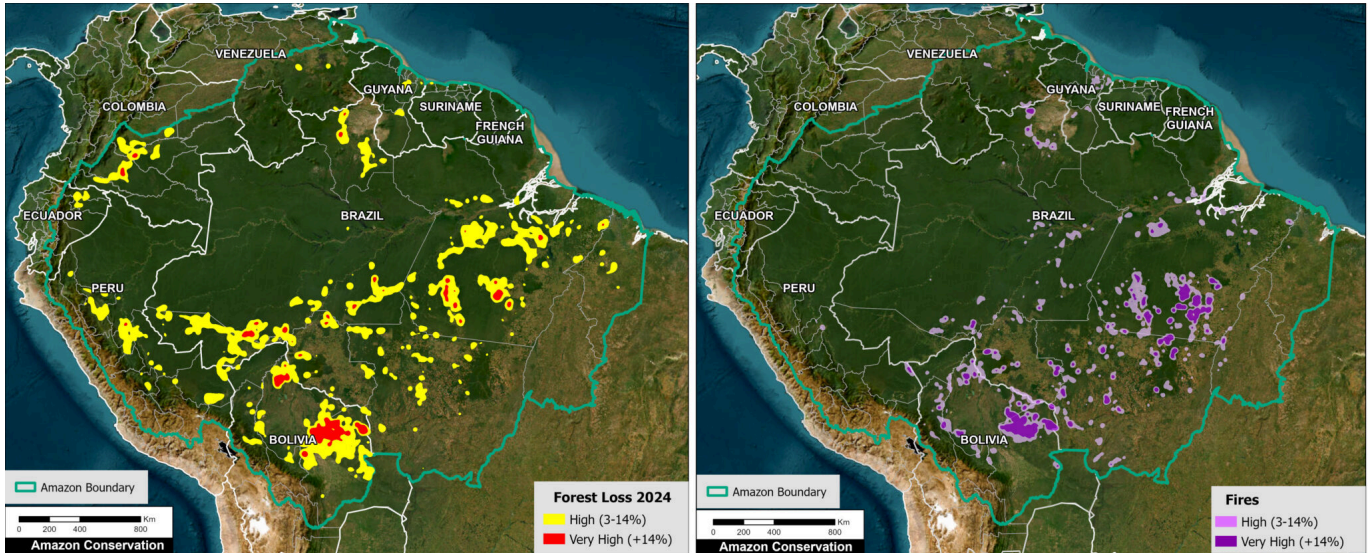 VENEZUELA
GUYANA
COLOMBIA
SURINAME
FRENCH
GUIANA
ECUADOR
BRAZIL
PERU
BOLIVIA
Amazon Boundary
Km
0 200 400 800
Amazon Conservation
Forest Loss 2024
High (3-14%)
Very High (+14%)
VENEZUELA
GUYANA
COLOMBIA
SURINAME
FRENCH
GUIANA
ECUADOR
BRAZIL
PERU
BOLIVIA
Amazon Boundary
Km
0 200 400 800
Amazon Conservation
Fires
High (3-14%)
Very High (+14%)